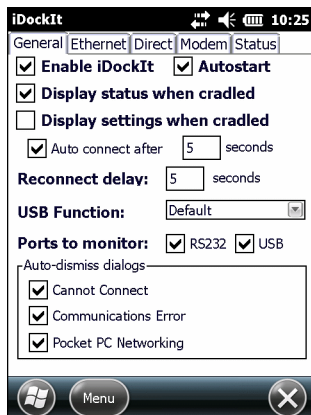 iDockIt 10:25
General Ethernet Direct Modem Status
Enable iDockIt Autostart
Display status when cradled
Display settings when cradled
Auto connect after 5 seconds
Reconnect delay: 5 seconds
USB Function: Default
Ports to monitor: RS232 USB
Auto-dismiss dialogs
Cannot Connect
Communications Error
Pocket PC Networking
Menu